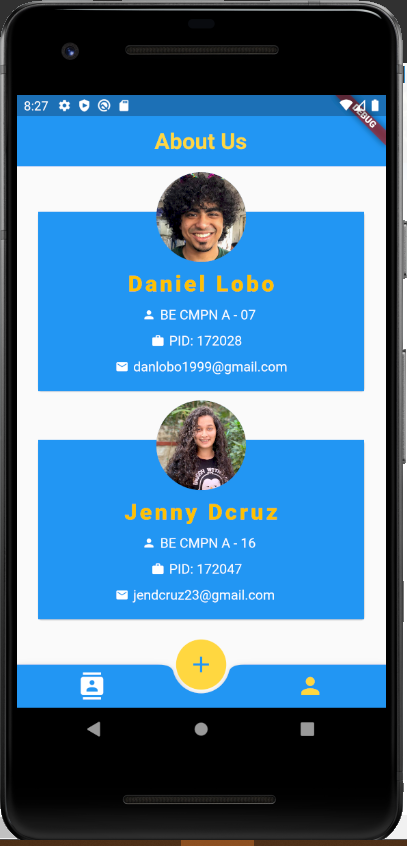 8:27
DEBUG
About Us
Daniel Lobo
BE CMPN A - 07
PID: 172028
danlobo1999@gmail.com
Jenny Dcruz
BE CMPN A - 16
PID: 172047
jendcruz23@gmail.com